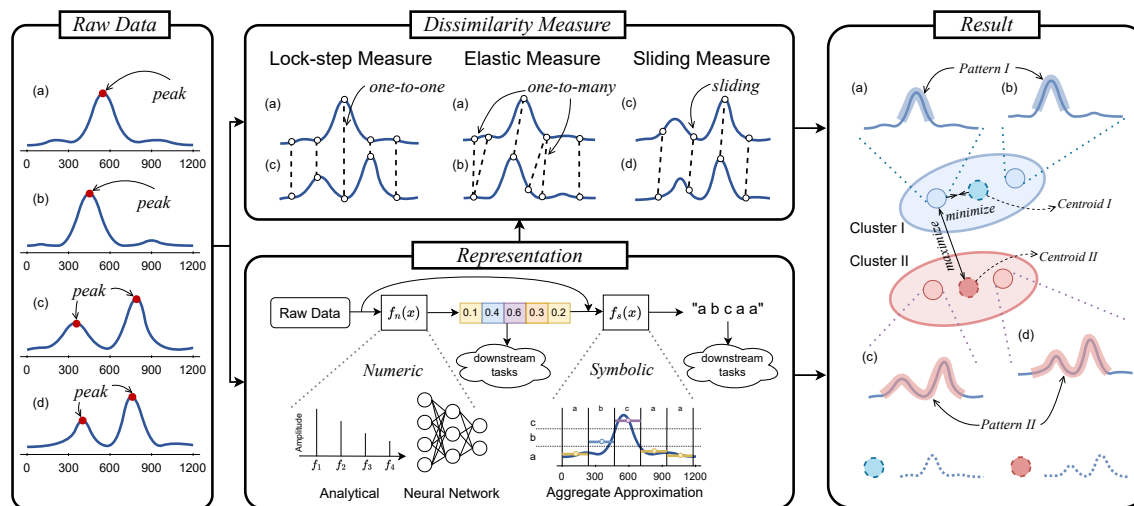 Raw Data
(a)
peak
0 300 600 900 1200
(b)
peak
0 300 600 900 1200
(c)
peak
0 300 600 900 1200
(d)
peak
0 300 600 900 1200
Dissimilarity Measure
Lock-step Measure
(a)
one-to-one
(c)
Elastic Measure
(a)
one-to-many
(b)
Sliding Measure
(c)
sliding
(d)
Representation
Raw Data
fₙ(x)
0.1 0.4 0.6 0.3 0.2
fₛ(x)
"a b c a a"
downstream
tasks
downstream
tasks
Numeric
Symbolic
Amplitude
f₁ f₂ f₃ f₄
Analytical
Neural Network
a b c a a
c
b
a
0 300 600 900 1200
Aggregate Approximation
Result
(a)
Pattern I
(b)
minimize
Centroid I
Cluster I
maximize
Cluster II
Centroid II
(c)
(d)
Pattern II